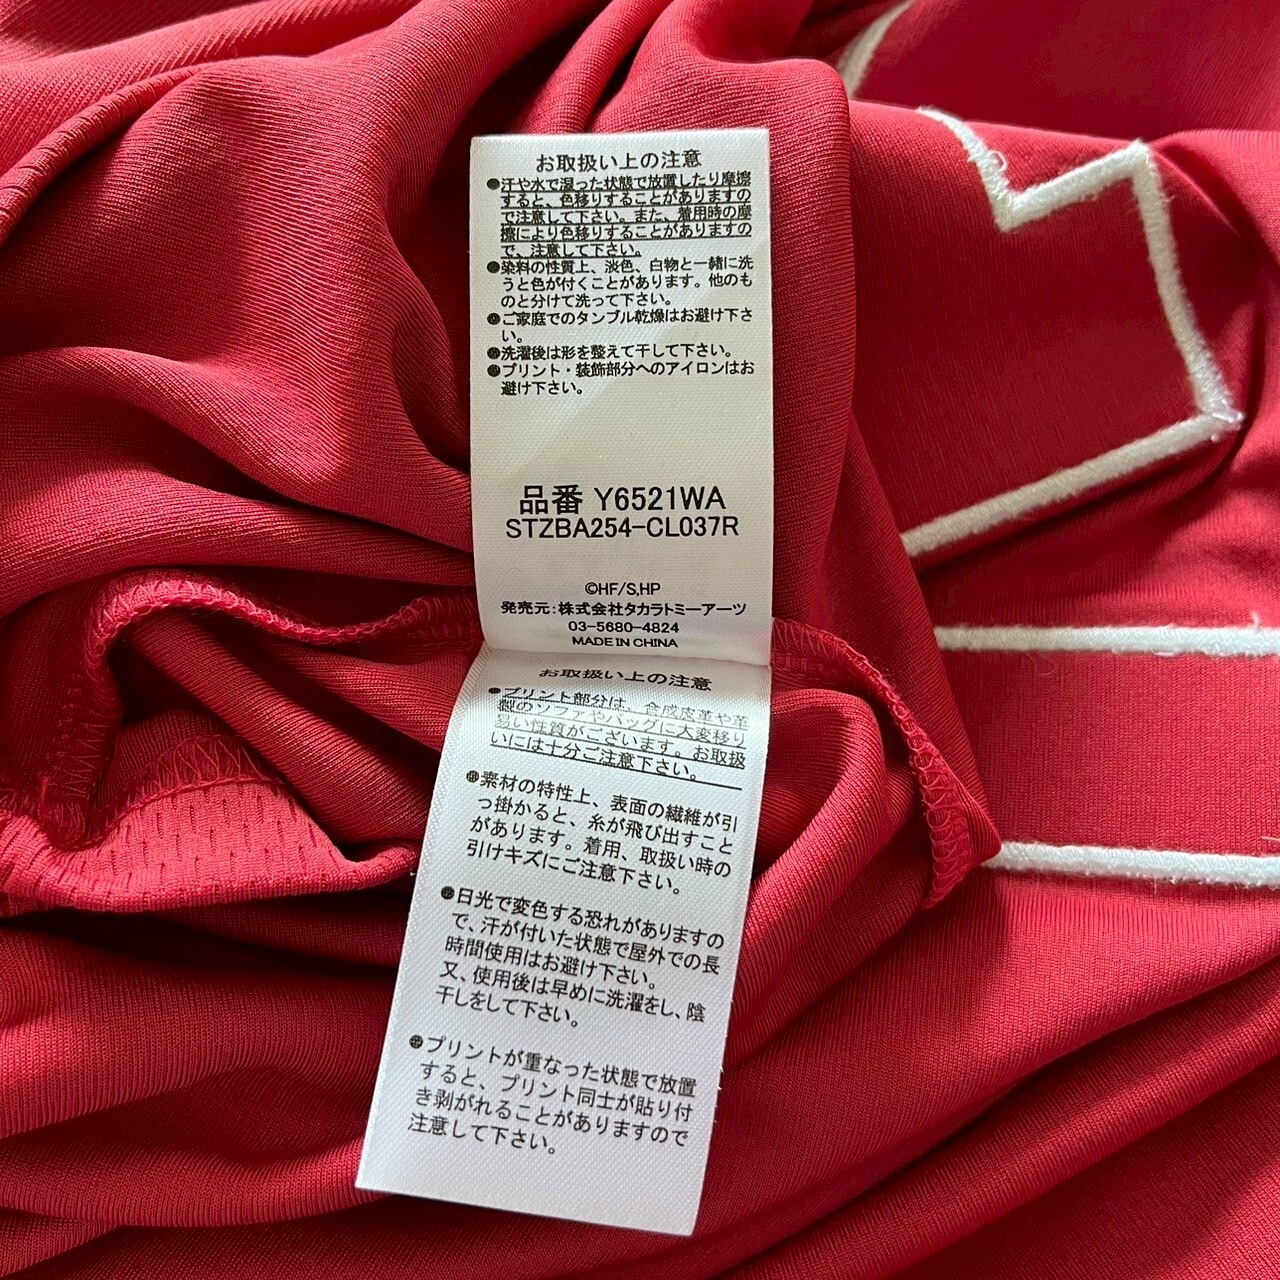 お取扱い上の注意
●汗や水で湿った状態で放置したり摩擦
すると、色移りすることがありますの
で注意して下さい。また、着用時の摩
擦により色移りすることがありますの
で、注意して下さい。
●染料の性質上、淡色、白物と一緒に洗
うと色が付くことがあります。他のも
のと分けて洗って下さい。
●ご家庭でのタンブル乾燥はお避け下さ
い。
●洗濯後は形を整えて干して下さい。
●プリント・装飾部分へのアイロンはお
避け下さい。
品番 Y6521WA
STZBA254-CL037R
©HF/S,HP
発売元:株式会社タカラトミーアーツ
03-5680-4824
MADE IN CHINA
お取扱い上の注意
●プリント部分は、合成皮革や革
製のソファやバッグに大変移り
易い性質がございます。お取扱
いには十分ご注意下さい。
●素材の特性上、表面の繊維が引
っ掛かると、糸が飛び出すこと
があります。着用、取扱い時の
引けキズにご注意下さい。
●日光で変色する恐れがありますの
で、汗が付いた状態で屋外での長
時間使用はお避け下さい。
又、使用後は早めに洗濯をし、陰
干しをして下さい。
●プリントが重なった状態で放置
すると、プリント同士が貼り付
き剥がれることがありますので
注意して下さい。